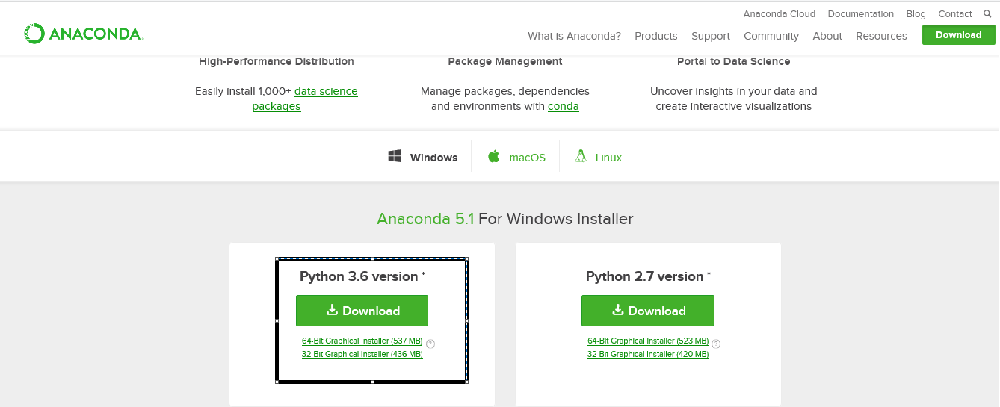 Anaconda Cloud Documentation Blog Contact
ANACONDA
What is Anaconda? Products Support Community About Resources Download
High-Performance Distribution
Easily install 1,000+ data science
packages
Package Management
Manage packages, dependencies
and environments with conda
Portal to Data Science
Uncover insights in your data and
create interactive visualizations
Windows macOS Linux
Anaconda 5.1 For Windows Installer
Python 3.6 version *
Download
64-Bit Graphical Installer (537 MB) ?
32-Bit Graphical Installer (436 MB)
Python 2.7 version *
Download
64-Bit Graphical Installer (523 MB) ?
32-Bit Graphical Installer (420 MB)